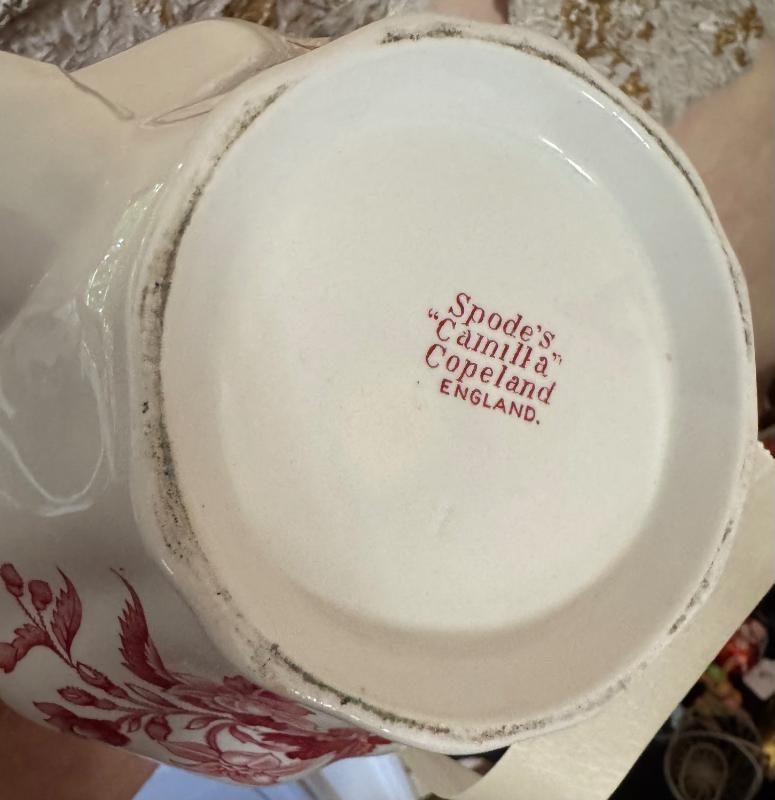 Spode's
"Camilla"
Copeland
ENGLAND.